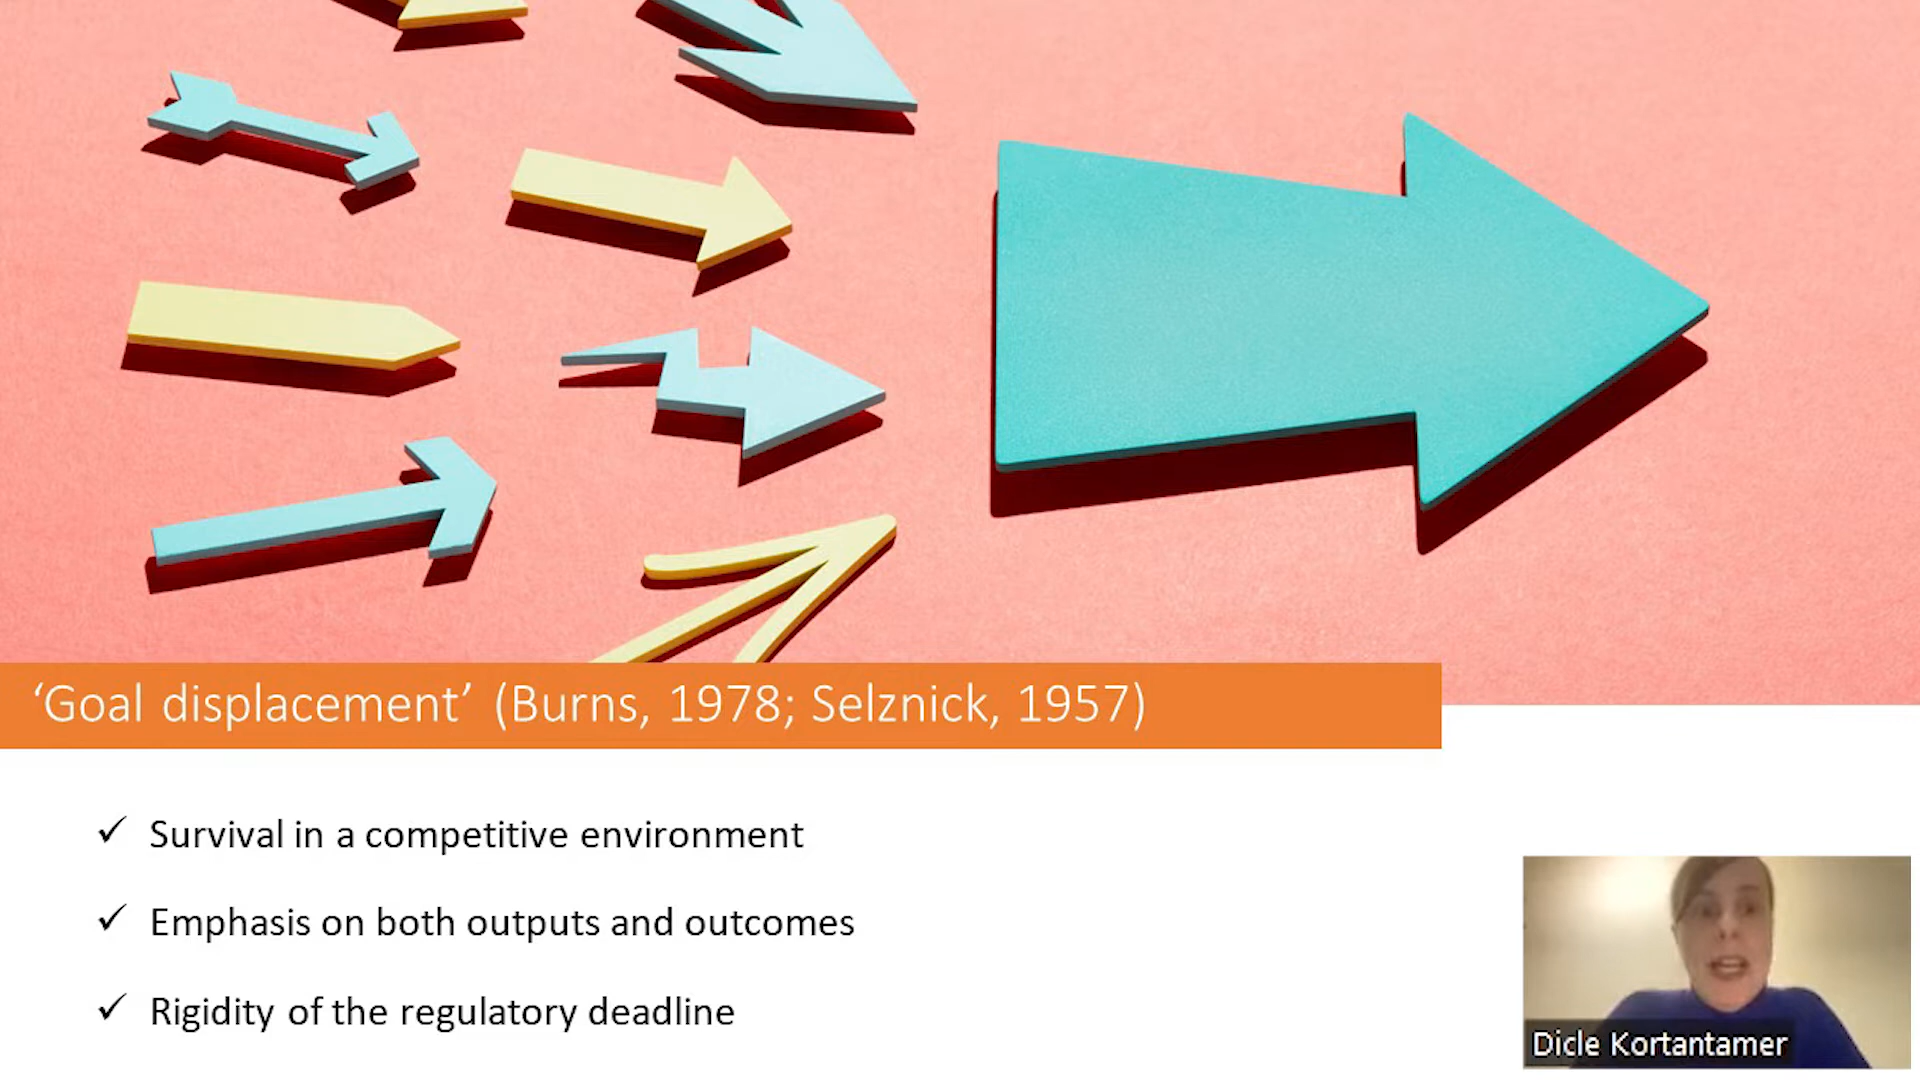 ‘Goal displacement’ (Burns, 1978; Selznick, 1957)
✓ Survival in a competitive environment
✓ Emphasis on both outputs and outcomes
✓ Rigidity of the regulatory deadline
Dicle Kortantamer